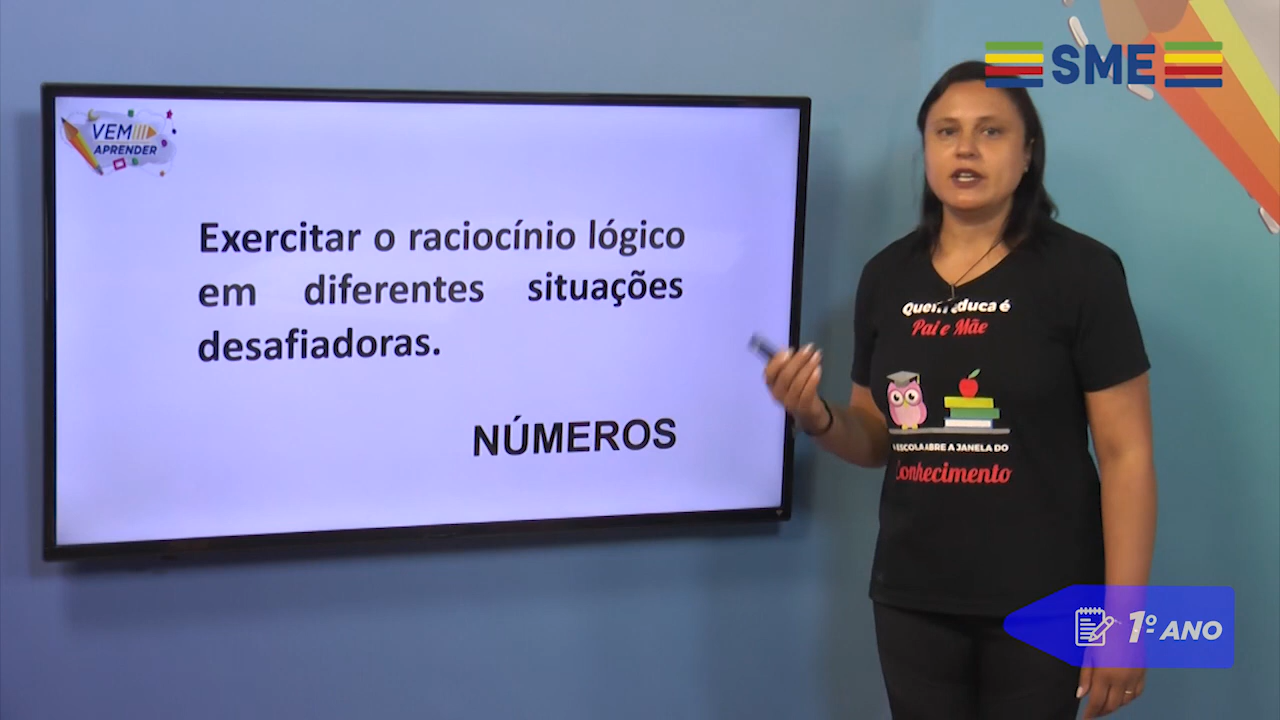 SME
VEM
APRENDER
Exercitar o raciocínio lógico
em diferentes situações
desafiadoras.
NÚMEROS
Quem educa é
Pai e Mãe
A ESCOLA ABRE A JANELA DO
Conhecimento
1º ANO